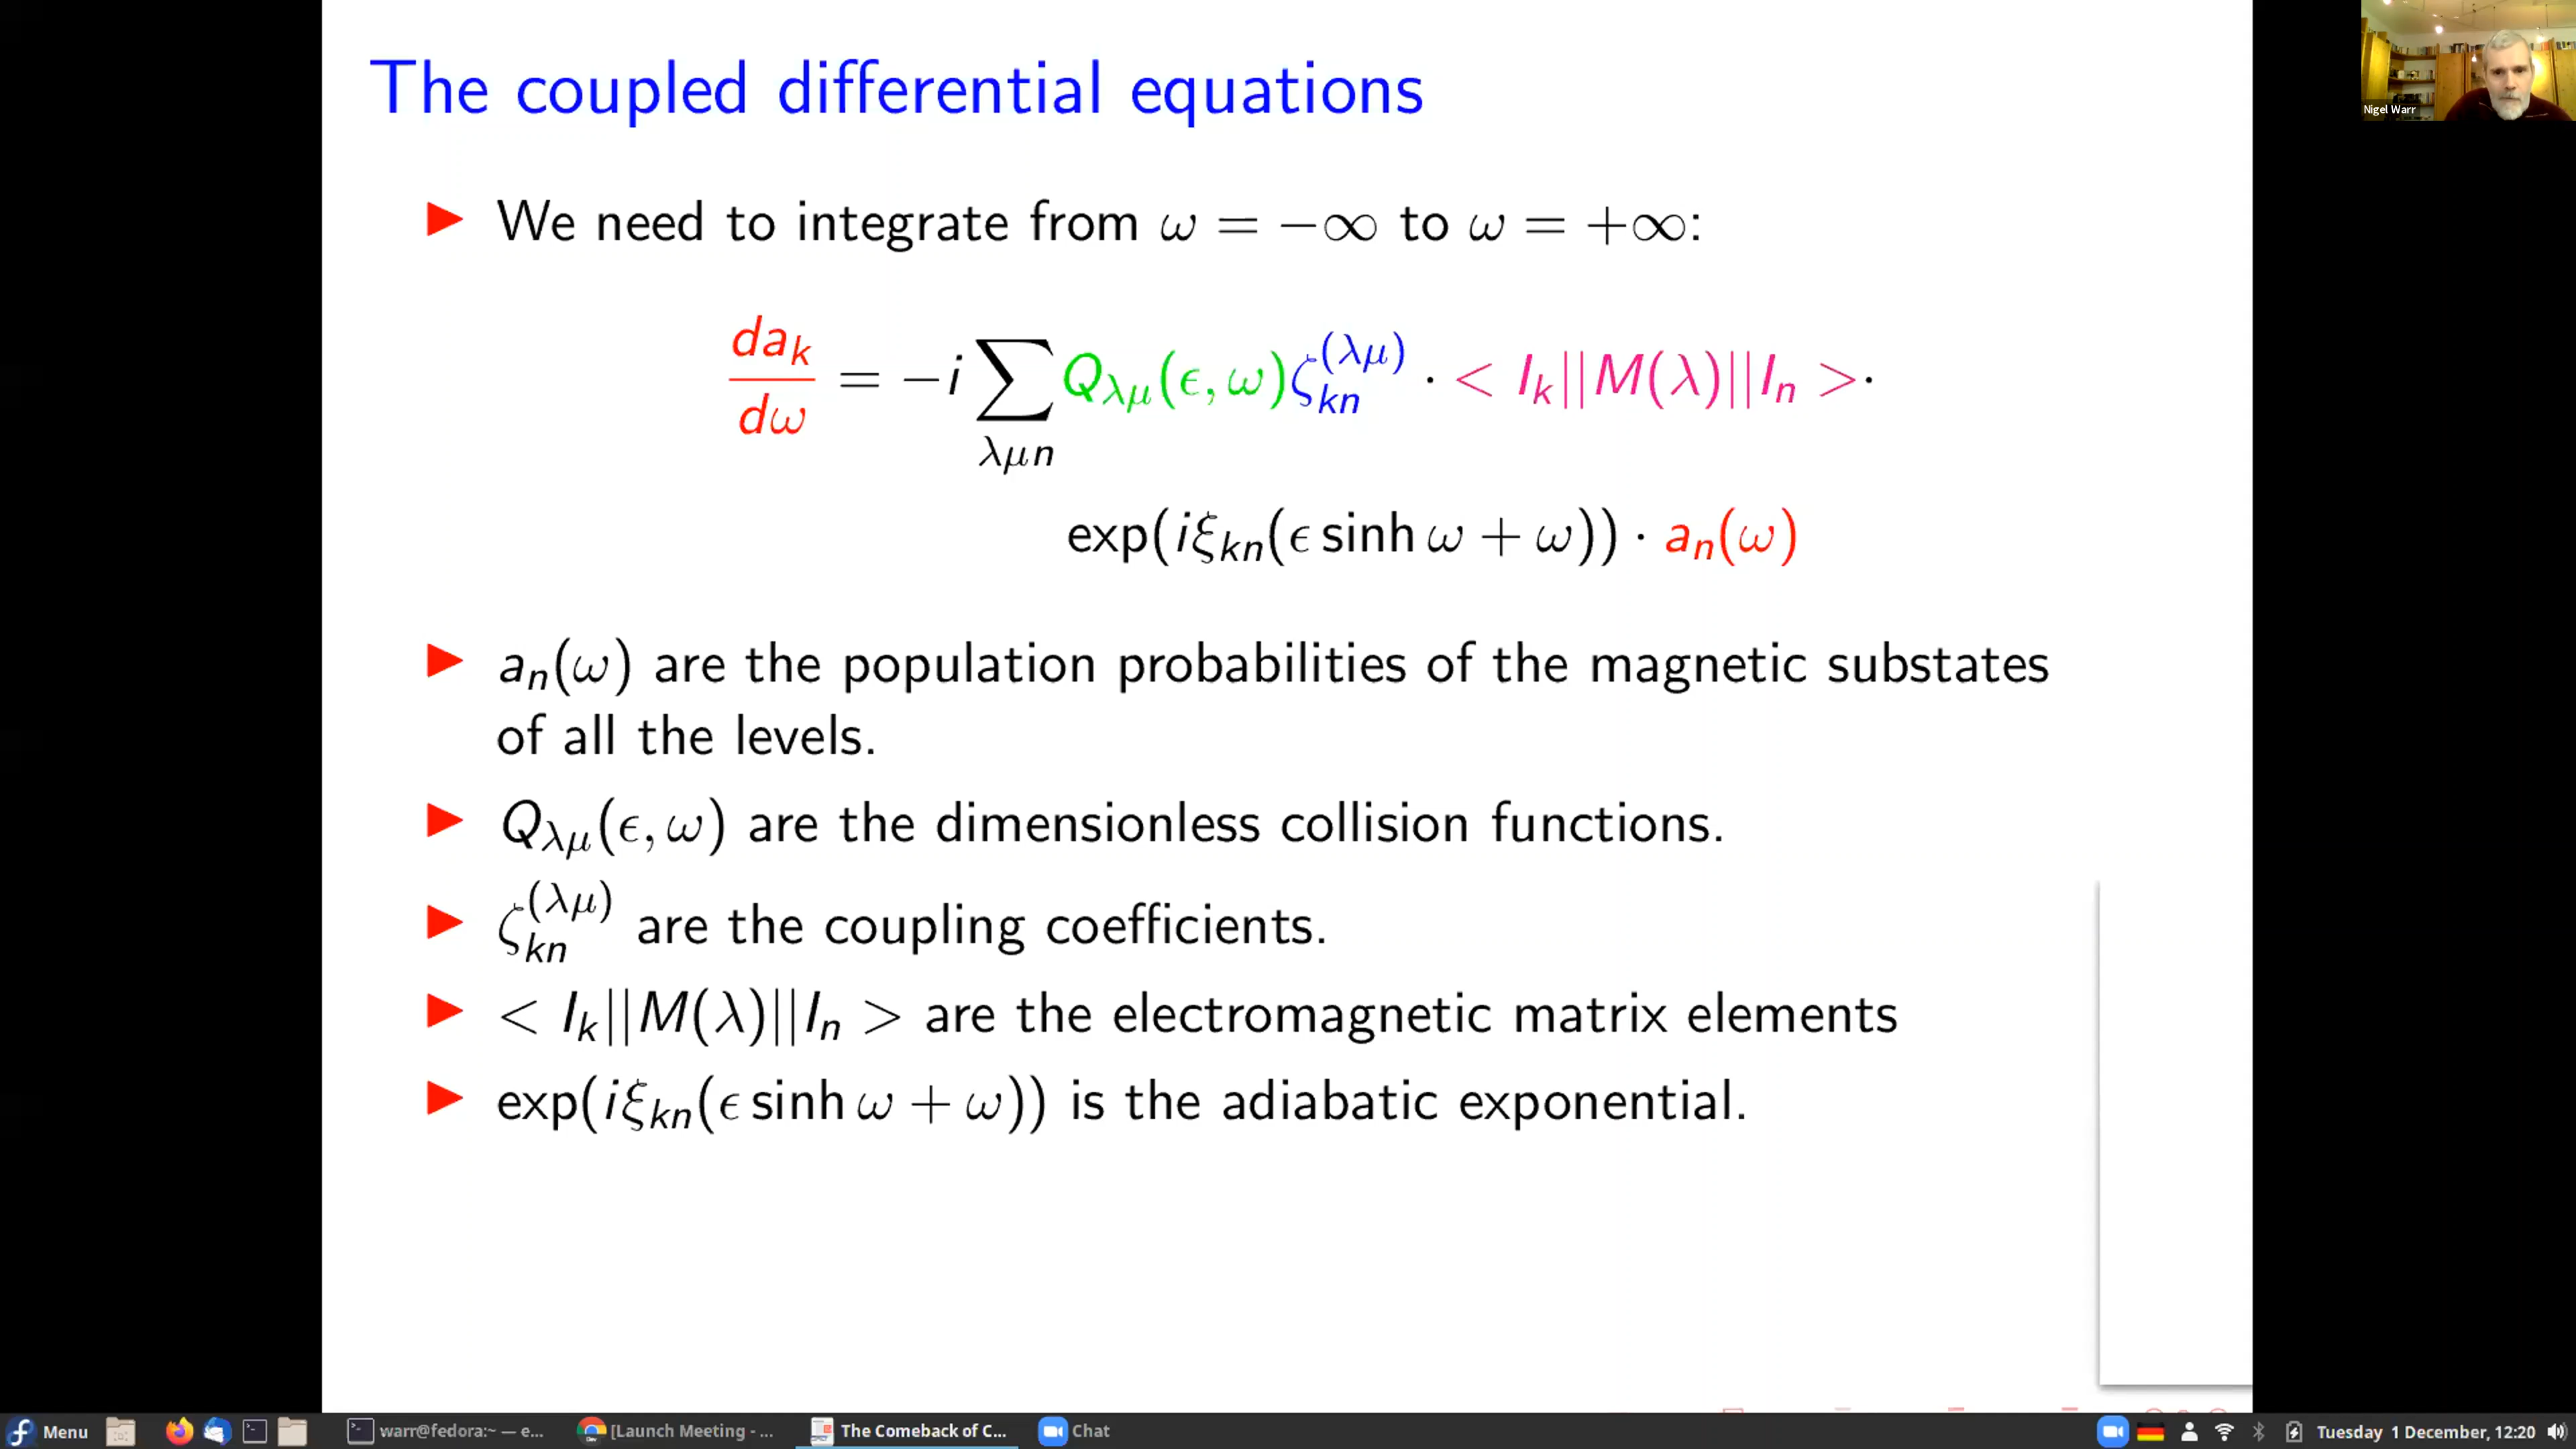 The coupled differential equations
Nigel Warr
▶ We need to integrate from ω = −∞ to ω = +∞:
da_k/dω = −i ∑_{λμn} Q_{λμ}(ϵ, ω)ζ_{kn}^{(λμ)} · < I_k||M(λ)||I_n > ·
exp(iξ_{kn}(ϵ sinh ω + ω)) · a_n(ω)
▶ a_n(ω) are the population probabilities of the magnetic substates
of all the levels.
▶ Q_{λμ}(ϵ, ω) are the dimensionless collision functions.
▶ ζ_{kn}^{(λμ)} are the coupling coefficients.
▶ < I_k||M(λ)||I_n > are the electromagnetic matrix elements
▶ exp(iξ_{kn}(ϵ sinh ω + ω)) is the adiabatic exponential.
Menu warr@fedora:~ — e... [Launch Meeting - ... The Comeback of C... Chat Tuesday 1 December, 12:20